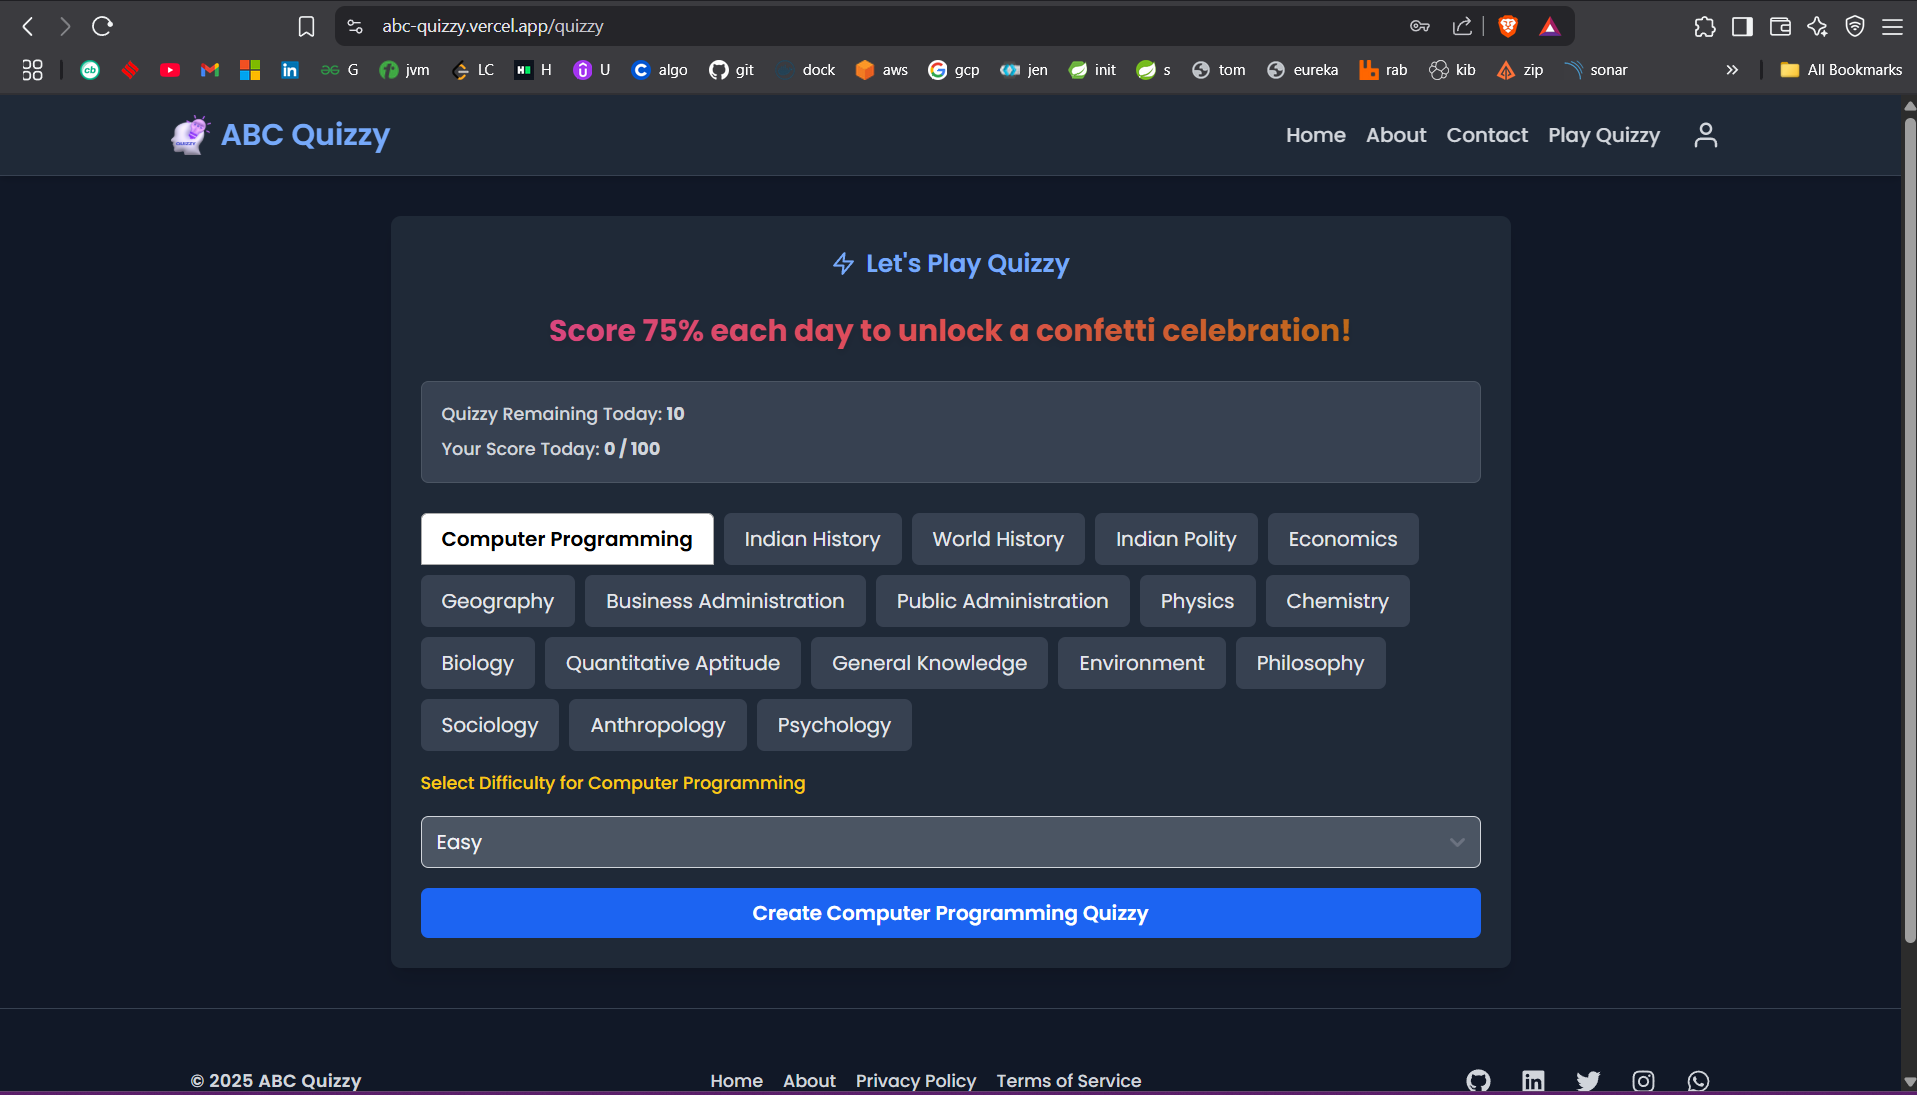 abc-quizzy.vercel.app/quizzy
G jvm LC H U algo git dock aws gcp jen init s tom eureka rab kib zip sonar All Bookmarks
QUIZZY ABC Quizzy Home About Contact Play Quizzy
Let's Play Quizzy
Score 75% each day to unlock a confetti celebration!
Quizzy Remaining Today: 10
Your Score Today: 0 / 100
Computer Programming Indian History World History Indian Polity Economics
Geography Business Administration Public Administration Physics Chemistry
Biology Quantitative Aptitude General Knowledge Environment Philosophy
Sociology Anthropology Psychology
Select Difficulty for Computer Programming
Easy
Create Computer Programming Quizzy
© 2025 ABC Quizzy Home About Privacy Policy Terms of Service